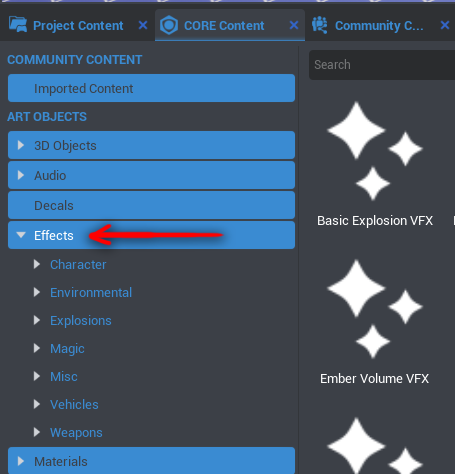 Project Content
CORE Content
Community C...
COMMUNITY CONTENT
Imported Content
ART OBJECTS
3D Objects
Audio
Decals
Effects
Character
Environmental
Explosions
Magic
Misc
Vehicles
Weapons
Materials
Search
Basic Explosion VFX
Ember Volume VFX